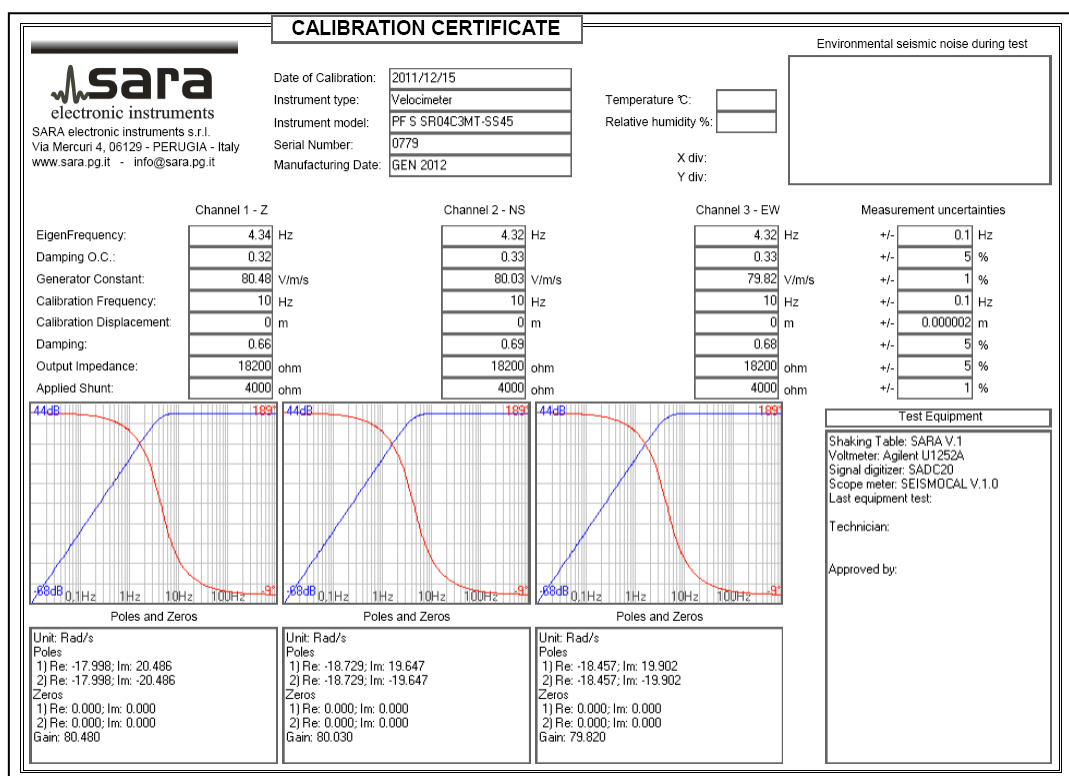 CALIBRATION CERTIFICATE
sara
electronic instruments
SARA electronic instruments s.r.l.
Via Mercuri 4, 06129 - PERUGIA - Italy
www.sara.pg.it - info@sara.pg.it
Date of Calibration: 2011/12/15
Instrument type: Velocimeter
Instrument model: PF S SR04C3MT-SS45
Serial Number: 0779
Manufacturing Date: GEN 2012
Temperature °C:
Relative humidity %:
Environmental seismic noise during test
X div:
Y div:
Channel 1 - Z Channel 2 - NS Channel 3 - EW Measurement uncertainties
EigenFrequency: 4.34 Hz 4.32 Hz 4.32 Hz +/- 0.1 Hz
Damping O.C.: 0.32 0.33 0.33 +/- 5 %
Generator Constant: 80.48 V/m/s 80.03 V/m/s 79.82 V/m/s +/- 1 %
Calibration Frequency: 10 Hz 10 Hz 10 Hz +/- 0.1 Hz
Calibration Displacement: 0 m 0 m 0 m +/- 0.000002 m
Damping: 0.66 0.69 0.68 +/- 5 %
Output Impedance: 18200 ohm 18200 ohm 18200 ohm +/- 5 %
Applied Shunt: 4000 ohm 4000 ohm 4000 ohm +/- 1 %
44dB 189° 44dB 189° 44dB 189°
-68dB 0,1Hz 1Hz 10Hz 100Hz -9° -68dB 0,1Hz 1Hz 10Hz 100Hz -9° -68dB 0,1Hz 1Hz 10Hz 100Hz -9°
Poles and Zeros
Unit: Rad/s
Poles
1) Re: -17.998; Im: 20.486
2) Re: -17.998; Im: -20.486
Zeros
1) Re: 0.000; Im: 0.000
2) Re: 0.000; Im: 0.000
Gain: 80.480
Poles and Zeros
Unit: Rad/s
Poles
1) Re: -18.729; Im: 19.647
2) Re: -18.729; Im: -19.647
Zeros
1) Re: 0.000; Im: 0.000
2) Re: 0.000; Im: 0.000
Gain: 80.030
Poles and Zeros
Unit: Rad/s
Poles
1) Re: -18.457; Im: 19.902
2) Re: -18.457; Im: -19.902
Zeros
1) Re: 0.000; Im: 0.000
2) Re: 0.000; Im: 0.000
Gain: 79.820
Test Equipment
Shaking Table: SARA V.1
Voltmeter: Agilent U1252A
Signal digitizer: SADC20
Scope meter: SEISMOCAL V.1.0
Last equipment test:
Technician:
Approved by: